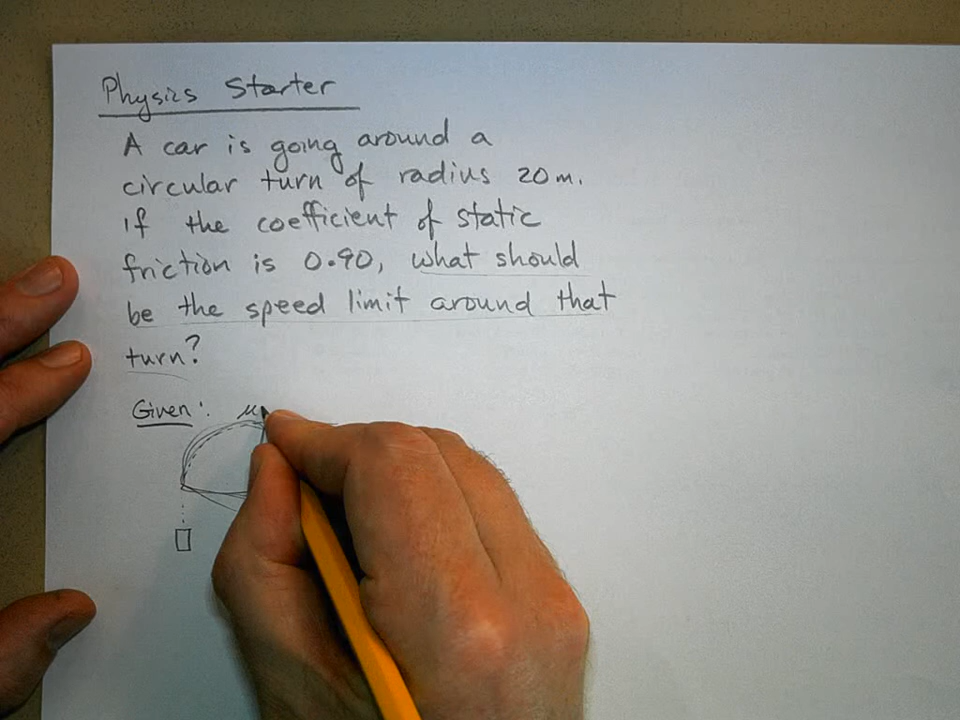 Physics Starter
A car is going around a
circular turn of radius 20m.
If the coefficient of static
friction is 0.90, what should
be the speed limit around that
turn?
Given: μ